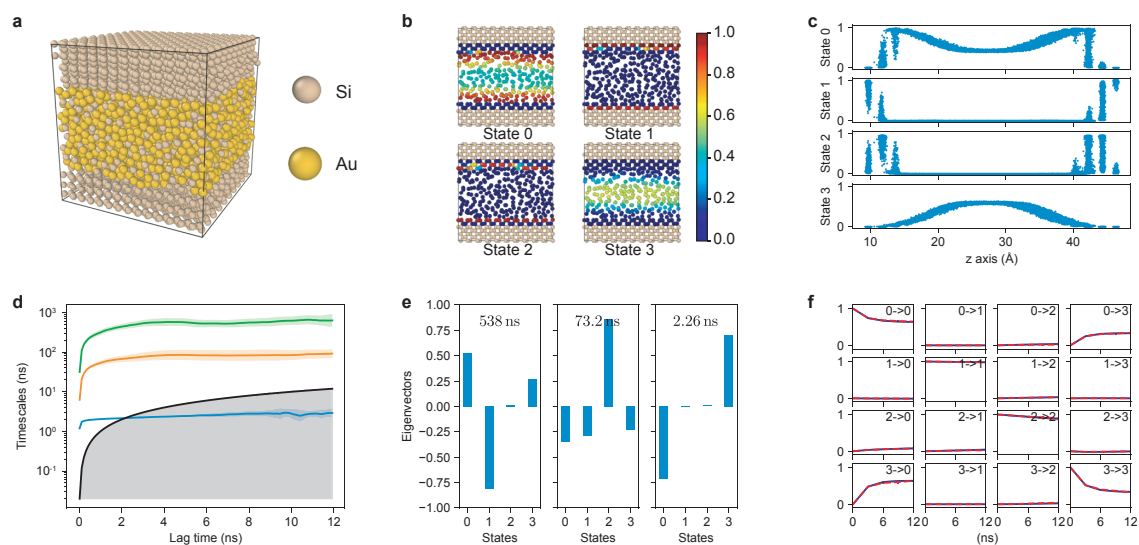 a
Si
Au
b
State 0
State 1
State 2
State 3
1.0
0.8
0.6
0.4
0.2
0.0
c
State 0
1
0
State 1
1
0
State 2
1
0
State 3
1
0
10 20 30 40
z axis (Å)
d
Timescales (ns)
10³
10²
10¹
10⁰
10⁻¹
0 2 4 6 8 10 12
Lag time (ns)
e
Eigenvectors
1.00
0.75
0.50
0.25
0.00
−0.25
−0.50
−0.75
−1.00
538 ns
73.2 ns
2.26 ns
0 1 2 3
0 1 2 3
0 1 2 3
States
States
States
f
1
0
0->0
0->1
0->2
0->3
1
0
1->0
1->1
1->2
1->3
1
0
2->0
2->1
2->2
2->3
1
0
3->0
3->1
3->2
3->3
0 6 12
0 6 12
0 6 12
0 6 12
(ns)